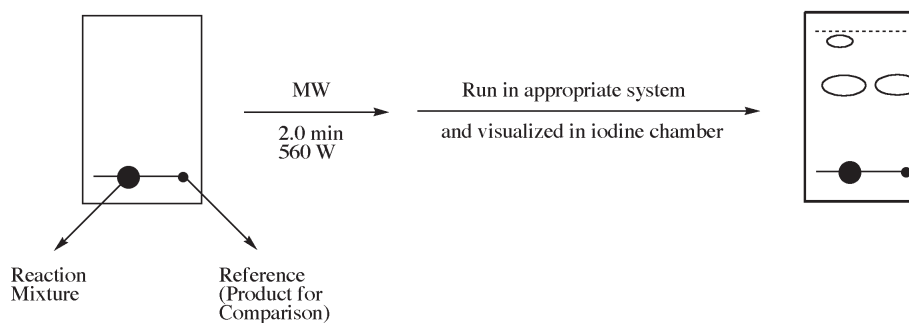 MW
2.0 min
560 W
Run in appropriate system
and visualized in iodine chamber
Reaction
Mixture
Reference
(Product for
Comparison)